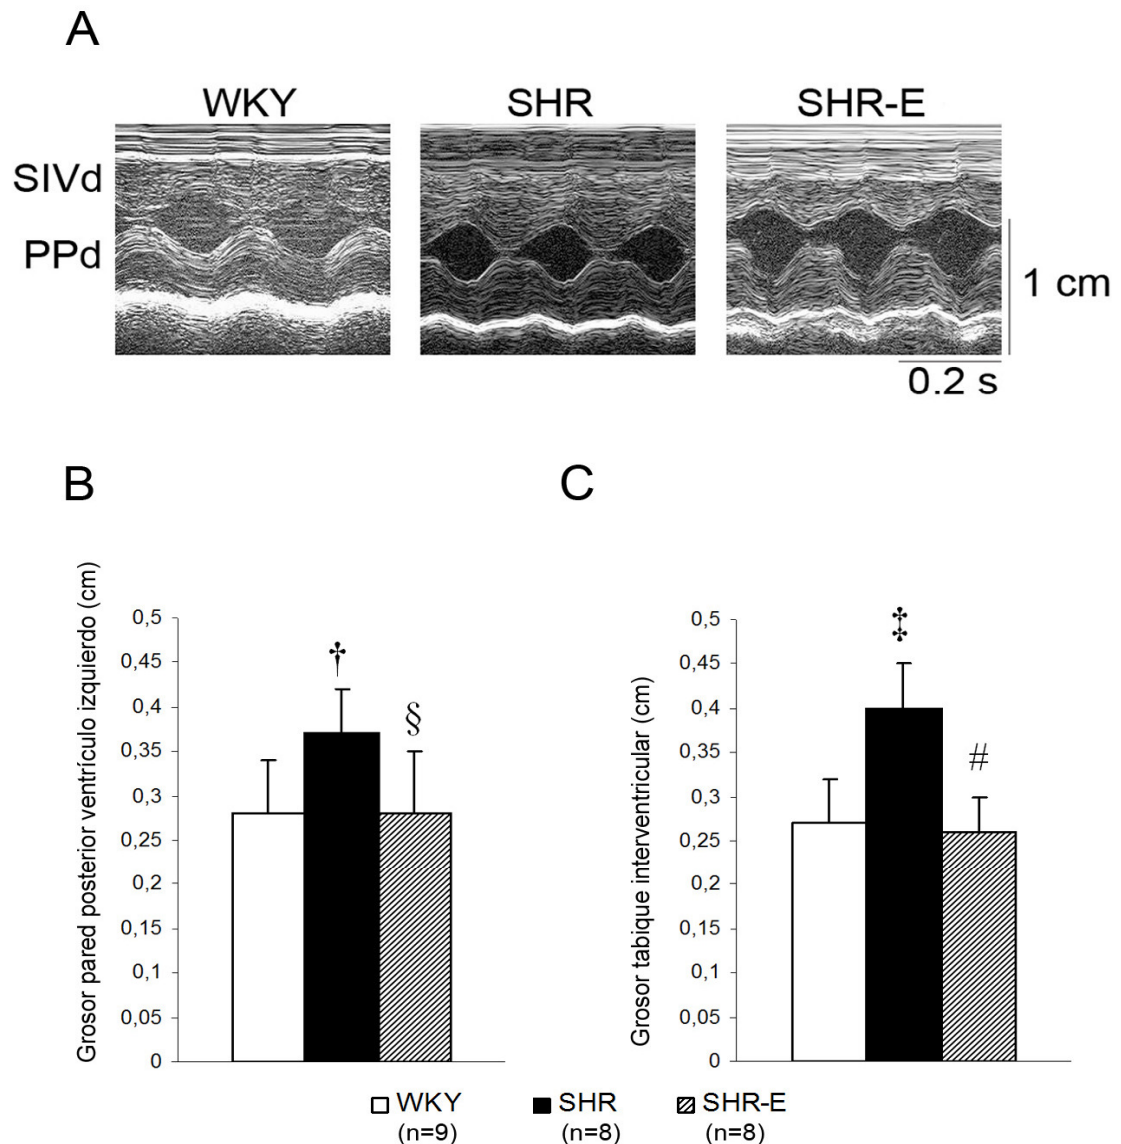 A
WKY
SHR
SHR-E
SIVd
PPd
1 cm
0.2 s
B
C
Grosor pared posterior ventrículo izquierdo (cm)
0,5
0,45
0,4
0,35
0,3
0,25
0,2
0,15
0,1
0,05
0
†
§
Grosor tabique interventricular (cm)
0,5
0,45
0,4
0,35
0,3
0,25
0,2
0,15
0,1
0,05
0
‡
#
WKY SHR SHR-E
(n=9) (n=8) (n=8)